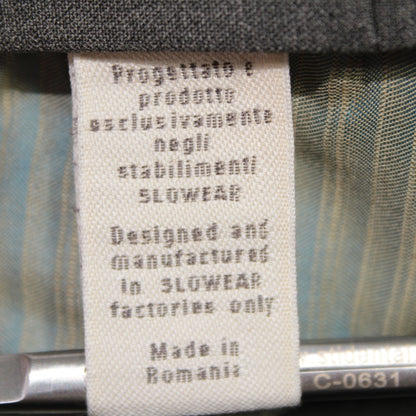 Progettato e
prodotto
esclusivamente
negli
stabilimenti
SLOWEAR
Designed and
manufactured
in SLOWEAR
factories only
Made in
Romania
C-0631